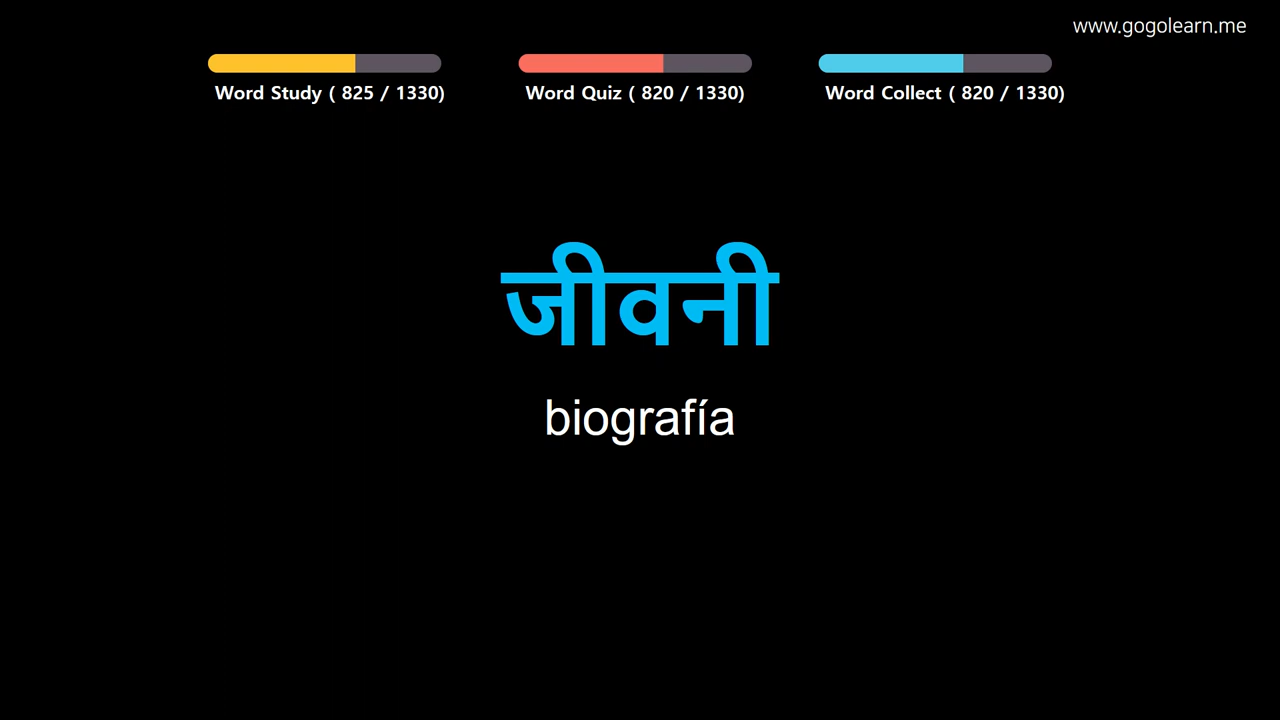 www.gogolearn.me
Word Study ( 825 / 1330)
Word Quiz ( 820 / 1330)
Word Collect ( 820 / 1330)
जीवनी
biografía